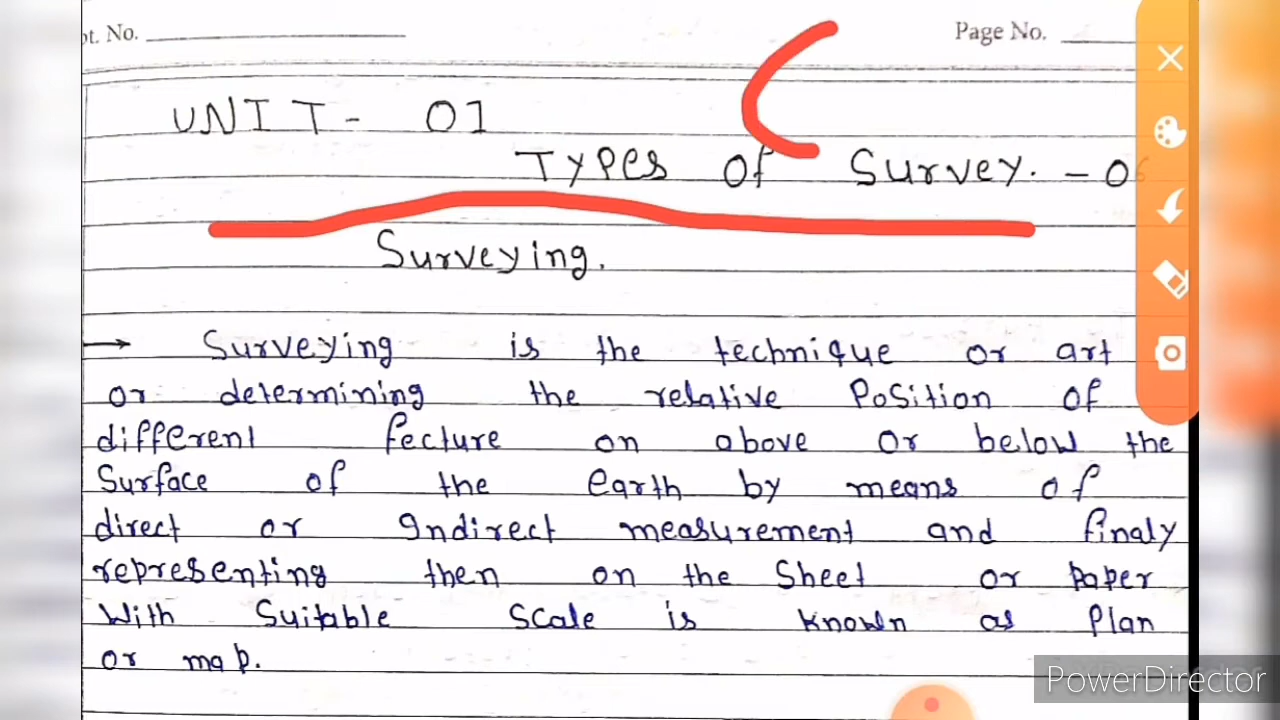 pt. No.
Page No.
UNIT - 01
Types of Survey. - 06
Surveying.
→ Surveying is the technique or art
or determining the relative Position of
different fecture on above or below the
Surface of the earth by means of
direct or Indirect measurement and finaly
representing then on the Sheet or paper
With Suitable Scale is known as Plan
or map.
PowerDirector